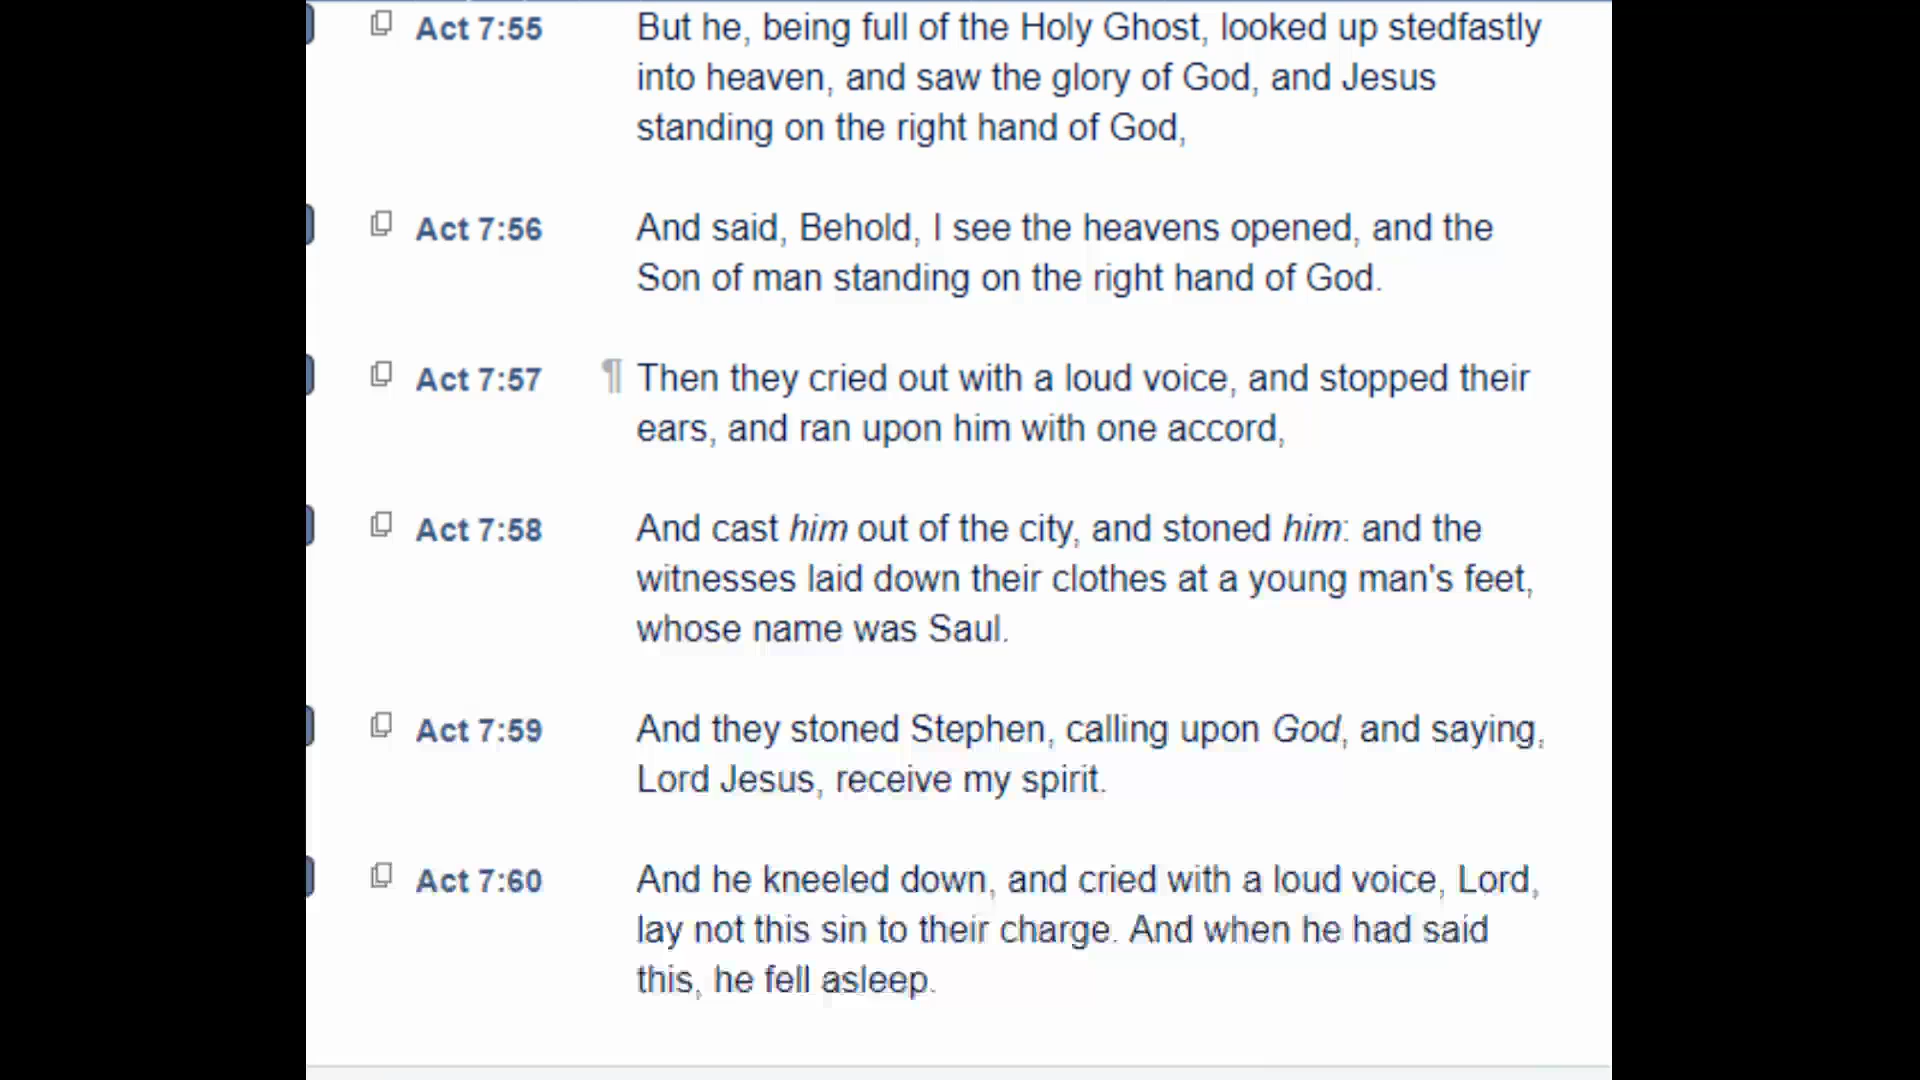 Act 7:55 But he, being full of the Holy Ghost, looked up stedfastly
into heaven, and saw the glory of God, and Jesus
standing on the right hand of God,
Act 7:56 And said, Behold, I see the heavens opened, and the
Son of man standing on the right hand of God.
Act 7:57 ¶ Then they cried out with a loud voice, and stopped their
ears, and ran upon him with one accord,
Act 7:58 And cast him out of the city, and stoned him: and the
witnesses laid down their clothes at a young man's feet,
whose name was Saul.
Act 7:59 And they stoned Stephen, calling upon God, and saying,
Lord Jesus, receive my spirit.
Act 7:60 And he kneeled down, and cried with a loud voice, Lord,
lay not this sin to their charge. And when he had said
this, he fell asleep.